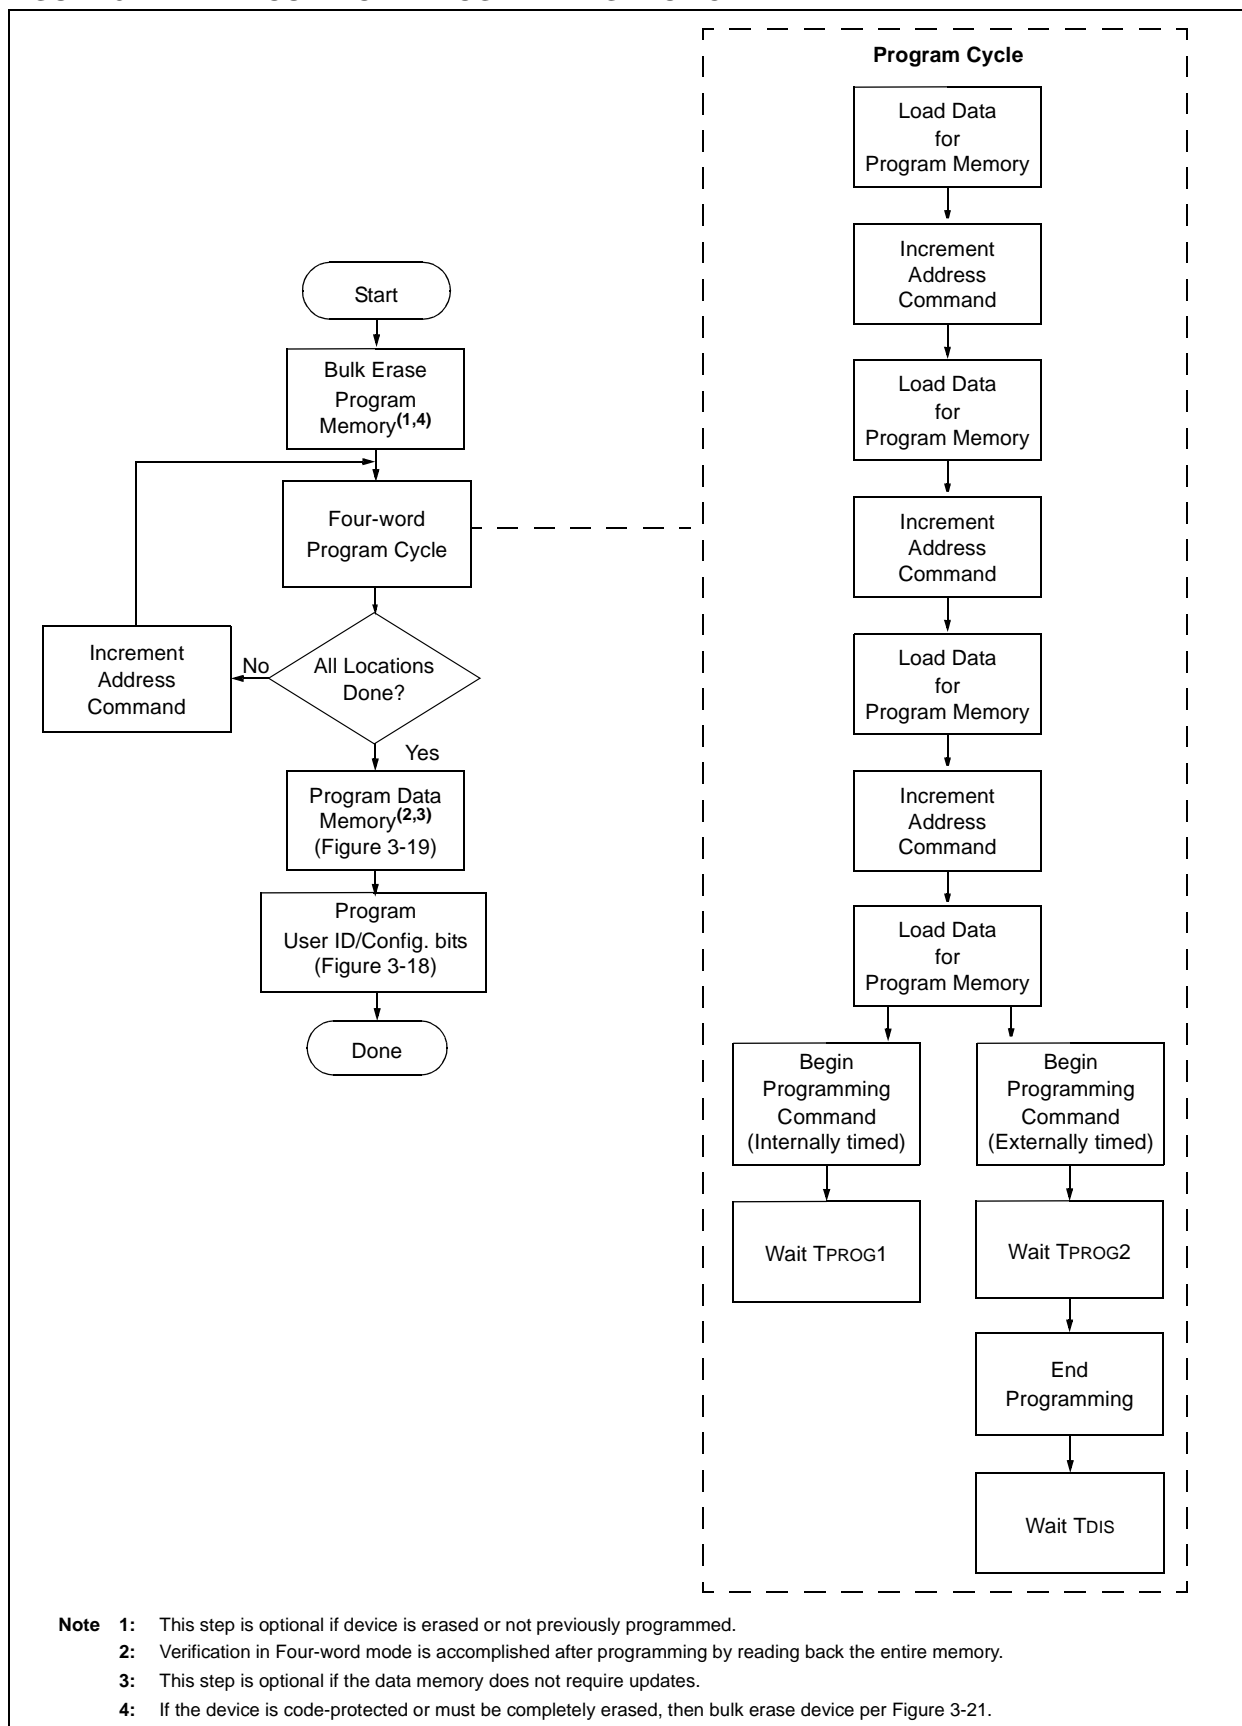 Start
Bulk Erase
Program
Memory(1,4)
Four-word
Program Cycle
All Locations
Done?
No
Increment
Address
Command
Yes
Program Data
Memory(2,3)
(Figure 3-19)
Program
User ID/Config. bits
(Figure 3-18)
Done
Program Cycle
Load Data
for
Program Memory
Increment
Address
Command
Load Data
for
Program Memory
Increment
Address
Command
Load Data
for
Program Memory
Increment
Address
Command
Load Data
for
Program Memory
Begin
Programming
Command
(Internally timed)
Wait TPROG1
Begin
Programming
Command
(Externally timed)
Wait TPROG2
End
Programming
Wait TDIS
Note 1: This step is optional if device is erased or not previously programmed.
2: Verification in Four-word mode is accomplished after programming by reading back the entire memory.
3: This step is optional if the data memory does not require updates.
4: If the device is code-protected or must be completely erased, then bulk erase device per Figure 3-21.